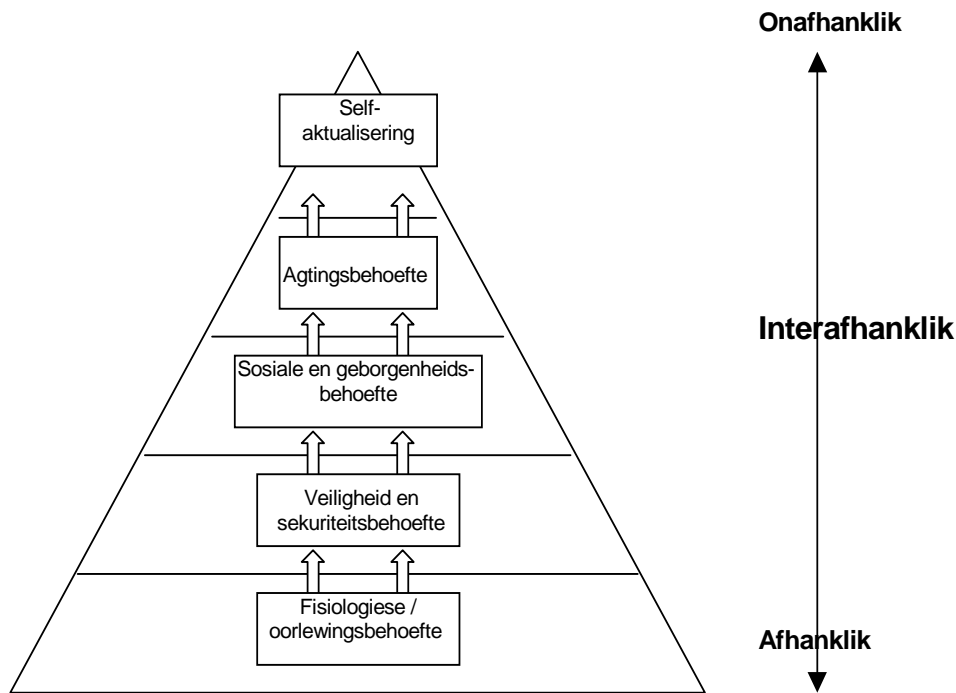 Onafhanklik
Self-
aktualisering
Agtingsbehoefte
Interafhanklik
Sosiale en geborgenheids-
behoefte
Veiligheid en
sekuriteitsbehoefte
Fisiologiese /
oorlewingsbehoefte
Afhanklik